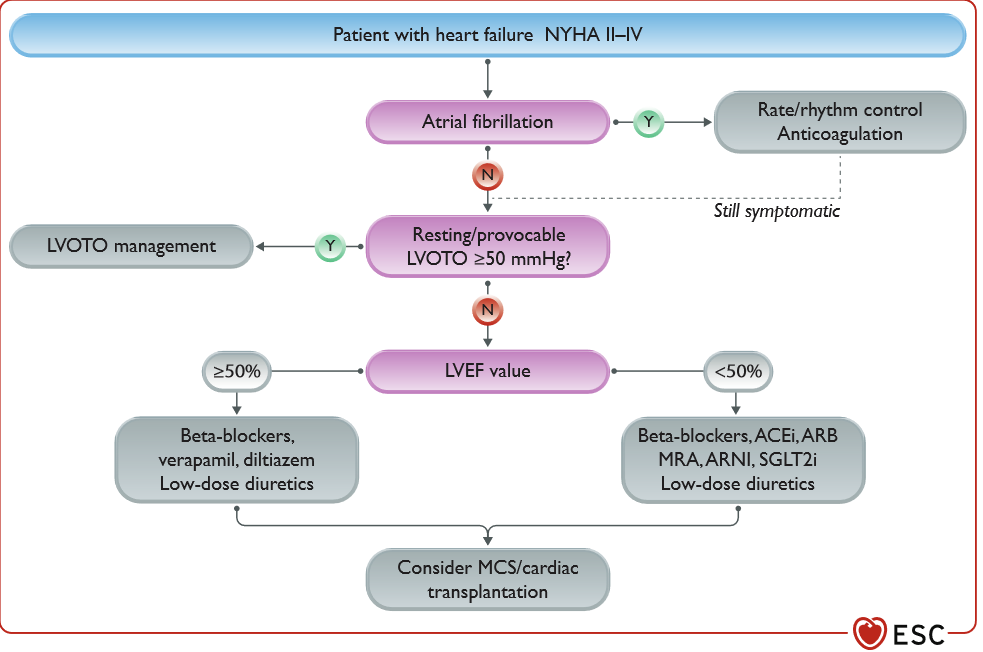 Patient with heart failure NYHA II–IV
Atrial fibrillation
Y
Rate/rhythm control
Anticoagulation
N
Still symptomatic
LVOTO management
Y
Resting/provocable
LVOTO ≥50 mmHg?
N
≥50%
LVEF value
<50%
Beta-blockers,
verapamil, diltiazem
Low-dose diuretics
Beta-blockers, ACEi, ARB
MRA, ARNI, SGLT2i
Low-dose diuretics
Consider MCS/cardiac
transplantation
ESC